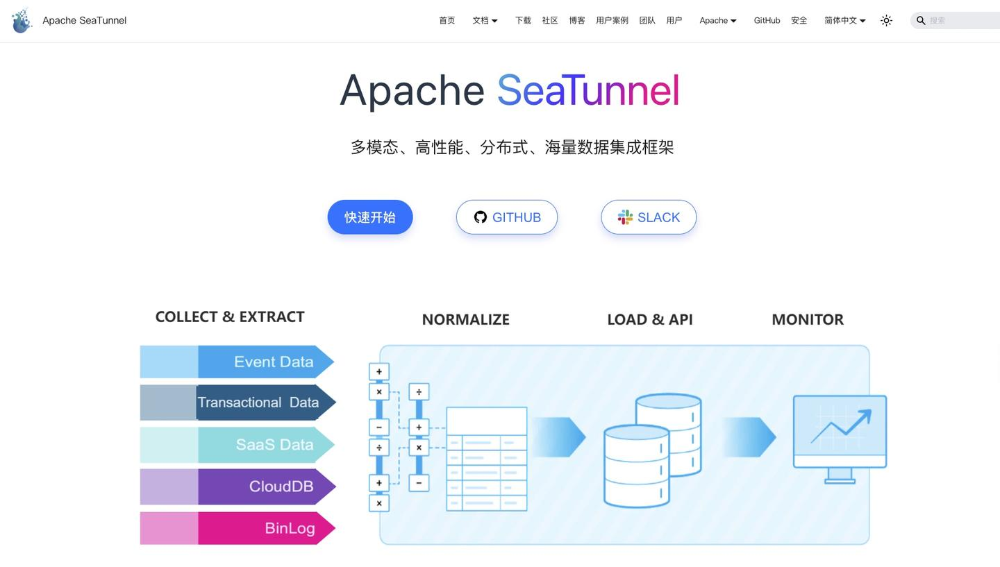 Apache SeaTunnel
首页 文档 下载 社区 博客 用户案例 团队 用户 Apache GitHub 安全 简体中文 搜索
Apache SeaTunnel
多模态、高性能、分布式、海量数据集成框架
快速开始 GITHUB SLACK
COLLECT & EXTRACT NORMALIZE LOAD & API MONITOR
Event Data
Transactional Data
SaaS Data
CloudDB
BinLog
+
× ÷
− +
÷ ×
+ −
×